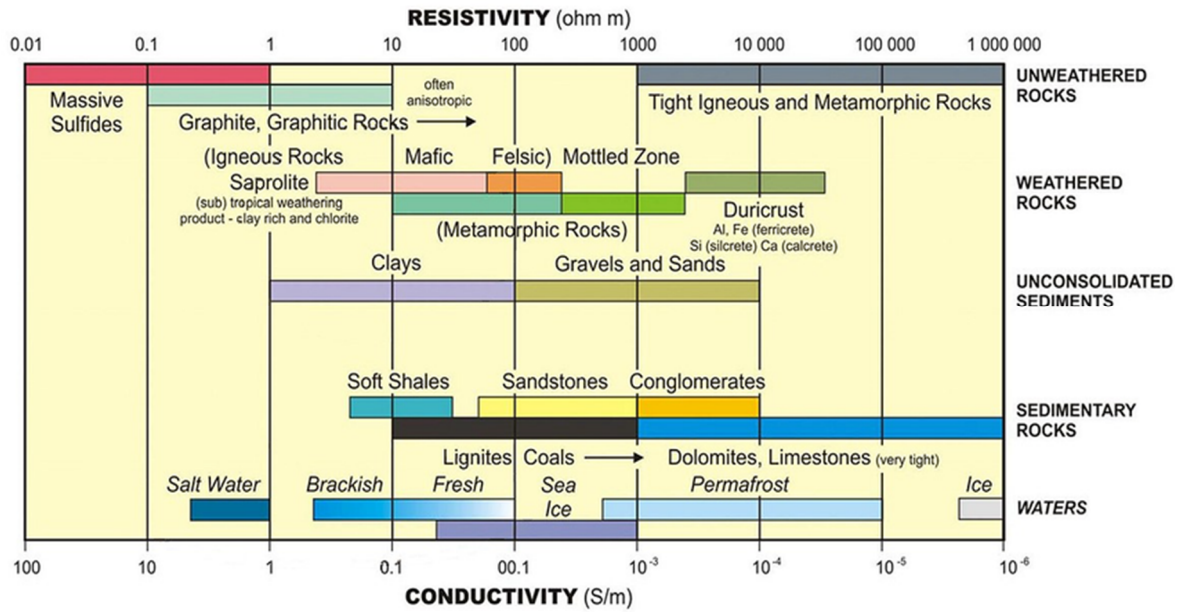 RESISTIVITY (ohm m)
0.01 0.1 1 10 100 1000 10 000 100 000 1 000 000
UNWEATHERED
ROCKS
Massive
Sulfides
often
anisotropic
Graphite, Graphitic Rocks
Tight Igneous and Metamorphic Rocks
(Igneous Rocks Mafic Felsic) Mottled Zone
Saprolite
(sub) tropical weathering
product - clay rich and chlorite
WEATHERED
ROCKS
Duricrust
Al, Fe (ferricrete)
Si (silcrete) Ca (calcrete)
(Metamorphic Rocks)
Clays Gravels and Sands
UNCONSOLIDATED
SEDIMENTS
Soft Shales Sandstones Conglomerates
SEDIMENTARY
ROCKS
Lignites Coals Dolomites, Limestones (very tight)
Salt Water Brackish Fresh Sea Permafrost Ice
Ice
WATERS
100 10 1 0.1 00.1 10-3 10-4 10-5 10-6
CONDUCTIVITY (S/m)